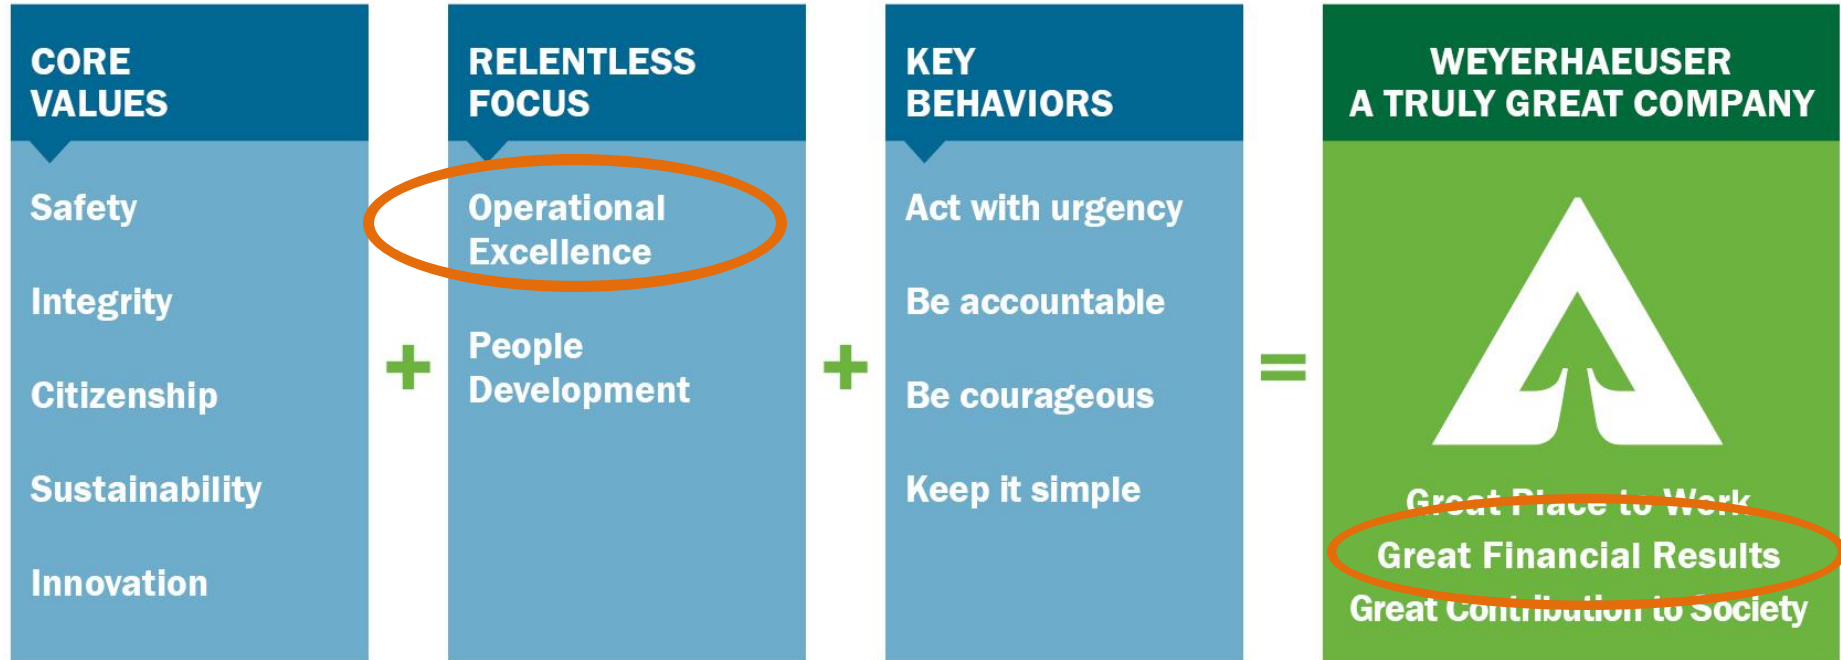 CORE
VALUES
Safety
Integrity
Citizenship
Sustainability
Innovation
+
RELENTLESS
FOCUS
Operational
Excellence
People
Development
+
KEY
BEHAVIORS
Act with urgency
Be accountable
Be courageous
Keep it simple
=
WEYERHAEUSER
A TRULY GREAT COMPANY
Great Place to Work
Great Financial Results
Great Contribution to Society